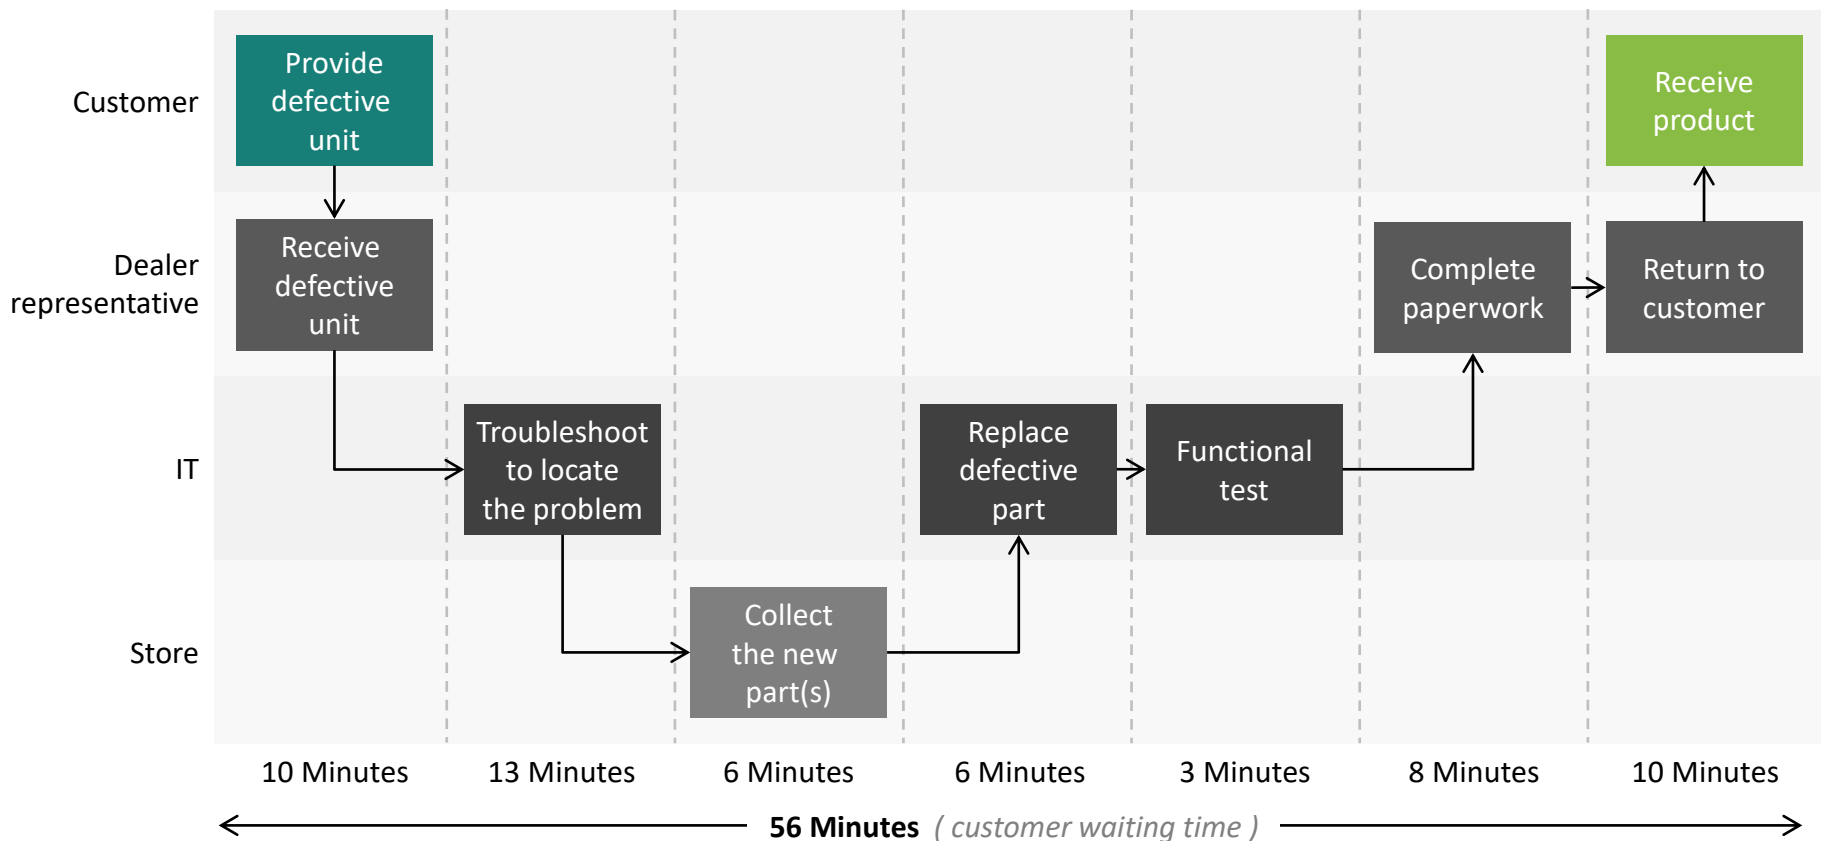 Customer
Provide
defective
unit
Receive
product
Dealer
representative
Receive
defective
unit
Complete
paperwork
Return to
customer
IT
Troubleshoot
to locate
the problem
Replace
defective
part
Functional
test
Store
Collect
the new
part(s)
10 Minutes
13 Minutes
6 Minutes
6 Minutes
3 Minutes
8 Minutes
10 Minutes
56 Minutes ( customer waiting time )